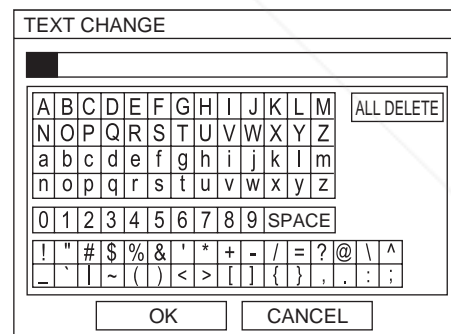 TEXT CHANGE
A B C D E F G H I J K L M ALL DELETE
N O P Q R S T U V W X Y Z
a b c d e f g h i j k l m
n o p q r s t u v w x y z
0 1 2 3 4 5 6 7 8 9 SPACE
! " # $ % & ' * + - / = ? @ \ ^
_ ` | ~ ( ) < > [ ] { } , . : ;
OK CANCEL